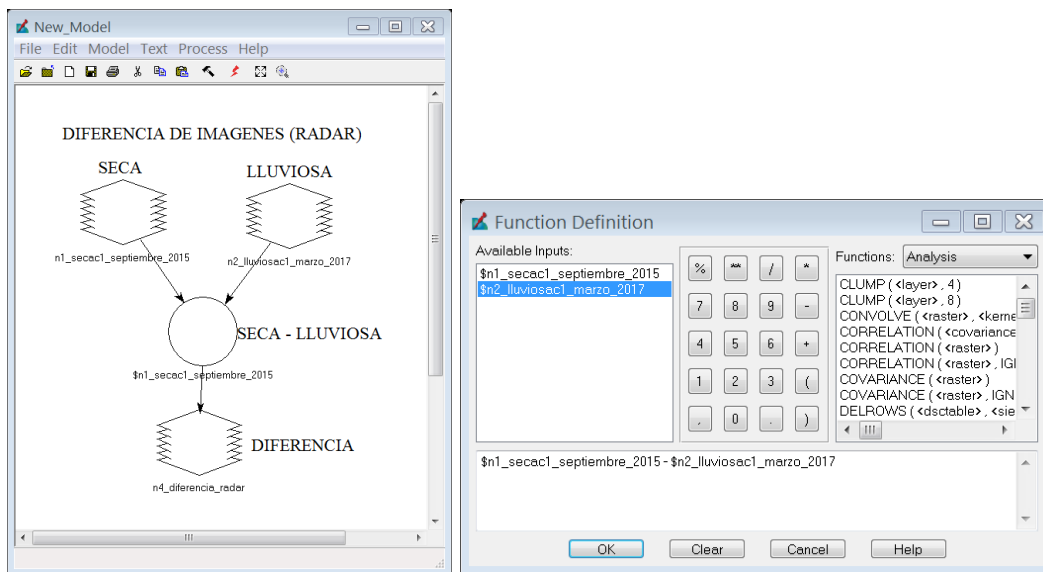 New_Model
File Edit Model Text Process Help
DIFERENCIA DE IMAGENES (RADAR)
SECA
LLUVIOSA
n1_secac1_septiembre_2015
n2_lluviosac1_marzo_2017
SECA - LLUVIOSA
$n1_secac1_septiembre_2015
DIFERENCIA
n4_diferencia_radar
Function Definition
Available Inputs:
$n1_secac1_septiembre_2015
$n2_lluviosac1_marzo_2017
% ** / *
7 8 9 -
4 5 6 +
1 2 3 (
, 0 . )
Functions: Analysis
CLUMP ( <layer> , 4 )
CLUMP ( <layer> , 8 )
CONVOLVE ( <raster> , <kerne
CORRELATION ( <covariance
CORRELATION ( <raster> )
CORRELATION ( <raster> , IGI
COVARIANCE ( <raster> )
COVARIANCE ( <raster> , IGN
DELROWS ( <dsctable> , <sie
$n1_secac1_septiembre_2015 - $n2_lluviosac1_marzo_2017
OK Clear Cancel Help